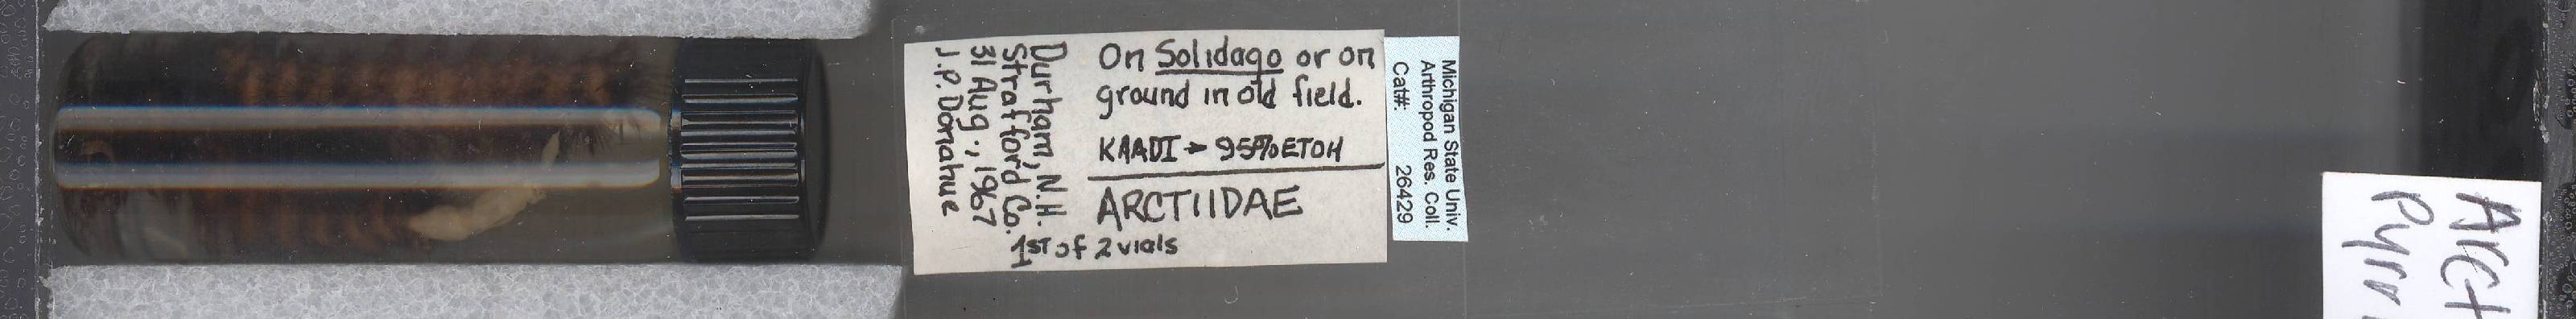 Durham, N.H.
Strafford Co.
31 Aug., 1967
J.P. Donahue
On Solidago or on
ground in old field.
KAADI → 95% ETOH
ARCTIIDAE
1ST of 2 vials
Michigan State Univ.
Arthropod Res. Coll.
Cat#: 26429
Arct
Pyrr